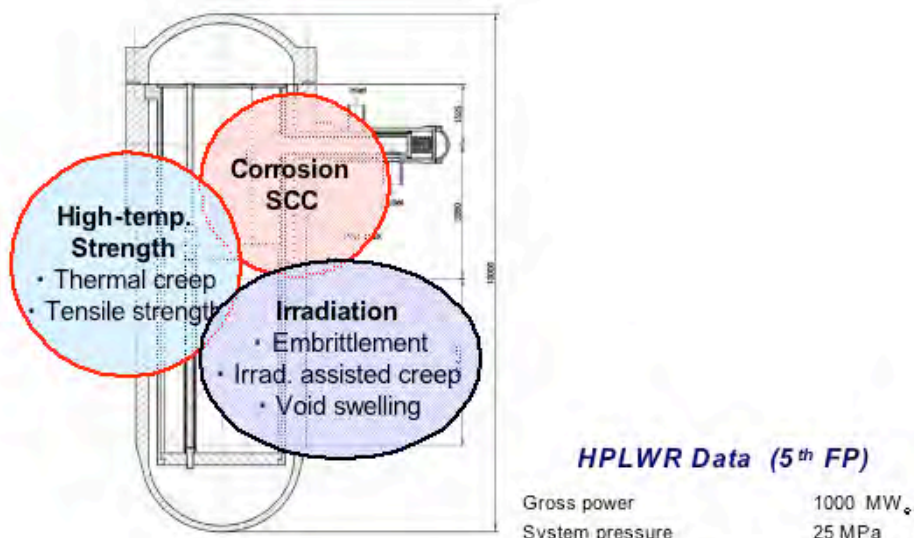 Corrosion
SCC
High-temp.
Strength
· Thermal creep
· Tensile strength
Irradiation
· Embrittlement
· Irrad. assisted creep
· Void swelling
HPLWR Data (5th FP)
Gross power 1000 MWe
System pressure 25 MPa